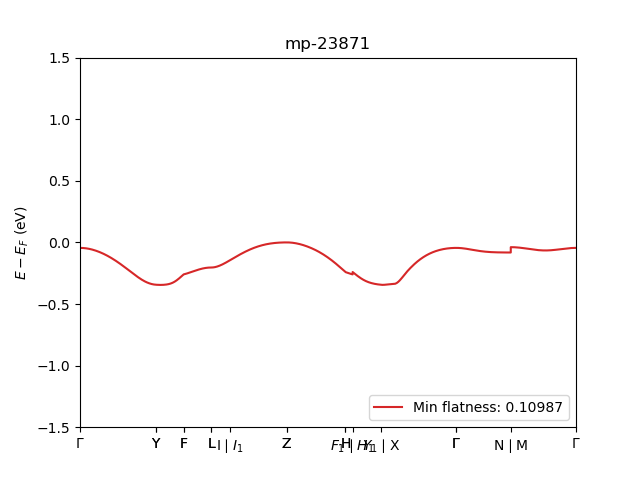 mp-23871
E − E_F (eV)
1.5
1.0
0.5
0.0
−0.5
−1.0
−1.5
Min flatness: 0.10987
Γ Y F L I | I₁ Z H X Γ N | M Γ